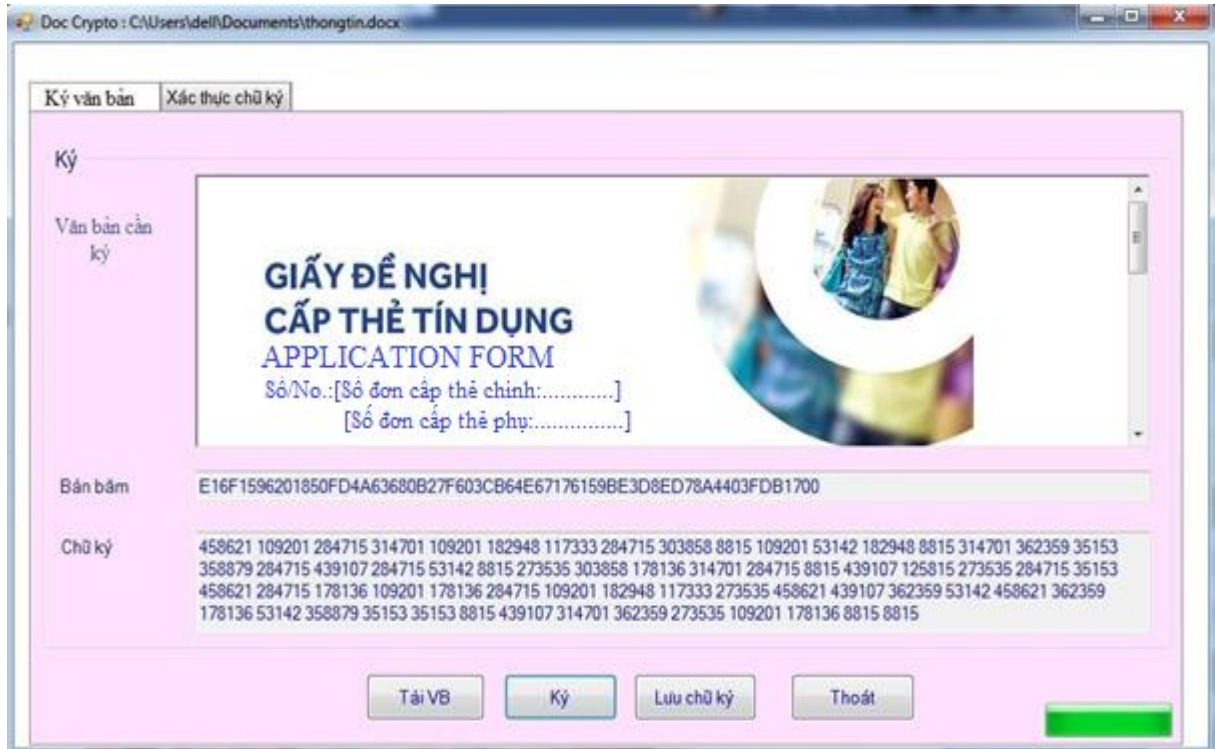 Doc Crypto : C:\Users\dell\Documents\thongtin.docx
Ký văn bản
Xác thực chữ ký
Ký
Văn bản cần
ký
GIẤY ĐỀ NGHỊ
CẤP THẺ TÍN DỤNG
APPLICATION FORM
Số/No.:[Số đơn cấp thẻ chính:.............]
[Số đơn cấp thẻ phụ:................]
Bản băm
E16F1596201850FD4A63680B27F603CB64E67176159BE3D8ED78A4403FDB1700
Chữ ký
458621 109201 284715 314701 109201 182948 117333 284715 303858 8815 109201 53142 182948 8815 314701 362359 35153
358879 284715 439107 284715 53142 8815 273535 303858 178136 314701 284715 8815 439107 125815 273535 284715 35153
458621 284715 178136 109201 178136 284715 109201 182948 117333 273535 458621 439107 362359 53142 458621 362359
178136 53142 358879 35153 35153 8815 439107 314701 362359 273535 109201 178136 8815 8815
Tải VB
Ký
Lưu chữ ký
Thoát